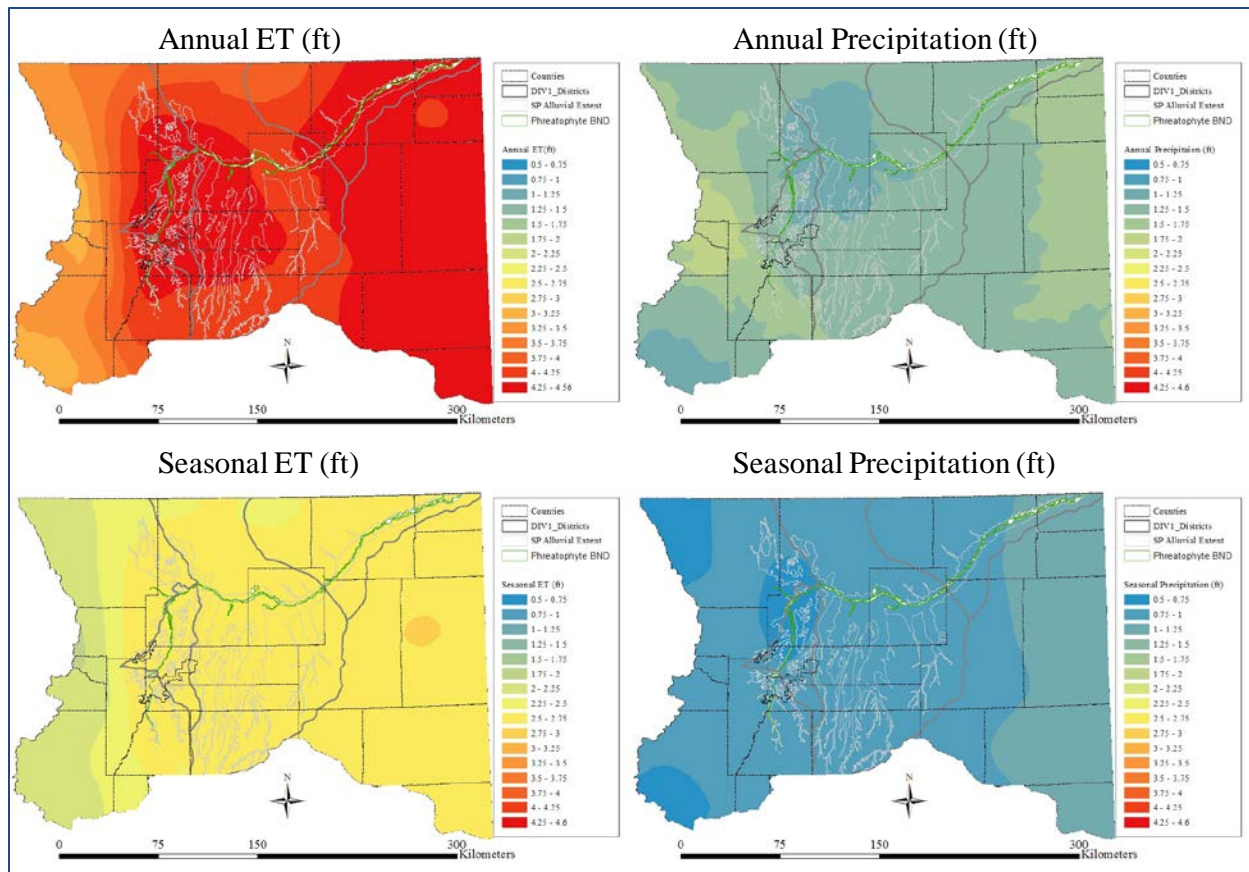 Annual ET (ft)
Counties
DIV1_Districts
SP Alluvial Extent
Phreatophyte BND
Annual ET(ft)
0.5 - 0.75
0.75 - 1
1 - 1.25
1.25 - 1.5
1.5 - 1.75
1.75 - 2
2 - 2.25
2.25 - 2.5
2.5 - 2.75
2.75 - 3
3 - 3.25
3.25 - 3.5
3.5 - 3.75
3.75 - 4
4 - 4.25
4.25 - 4.56
N
0 75 150 300
Kilometers
Annual Precipitation (ft)
Counties
DIV1_Districts
SP Alluvial Extent
Phreatophyte BND
Annual Precipitation (ft)
0.5 - 0.75
0.75 - 1
1 - 1.25
1.25 - 1.5
1.5 - 1.75
1.75 - 2
2 - 2.25
2.25 - 2.5
2.5 - 2.75
2.75 - 3
3 - 3.25
3.25 - 3.5
3.5 - 3.75
3.75 - 4
4 - 4.25
4.25 - 4.6
N
0 75 150 300
Kilometers
Seasonal ET (ft)
Counties
DIV1_Districts
SP Alluvial Extent
Phreatophyte BND
Sesonal ET (ft)
0.5 - 0.75
0.75 - 1
1 - 1.25
1.25 - 1.5
1.5 - 1.75
1.75 - 2
2 - 2.25
2.25 - 2.5
2.5 - 2.75
2.75 - 3
3 - 3.25
3.25 - 3.5
3.5 - 3.75
3.75 - 4
4 - 4.25
4.25 - 4.6
N
0 75 150 300
Kilometers
Seasonal Precipitation (ft)
Counties
DIV1_Districts
SP Alluvial Extent
Phreatophyte BND
Seasonal Precipitation (ft)
0.5 - 0.75
0.75 - 1
1 - 1.25
1.25 - 1.5
1.5 - 1.75
1.75 - 2
2 - 2.25
2.25 - 2.5
2.5 - 2.75
2.75 - 3
3 - 3.25
3.25 - 3.5
3.5 - 3.75
3.75 - 4
4 - 4.25
4.25 - 4.6
N
0 75 150 300
Kilometers